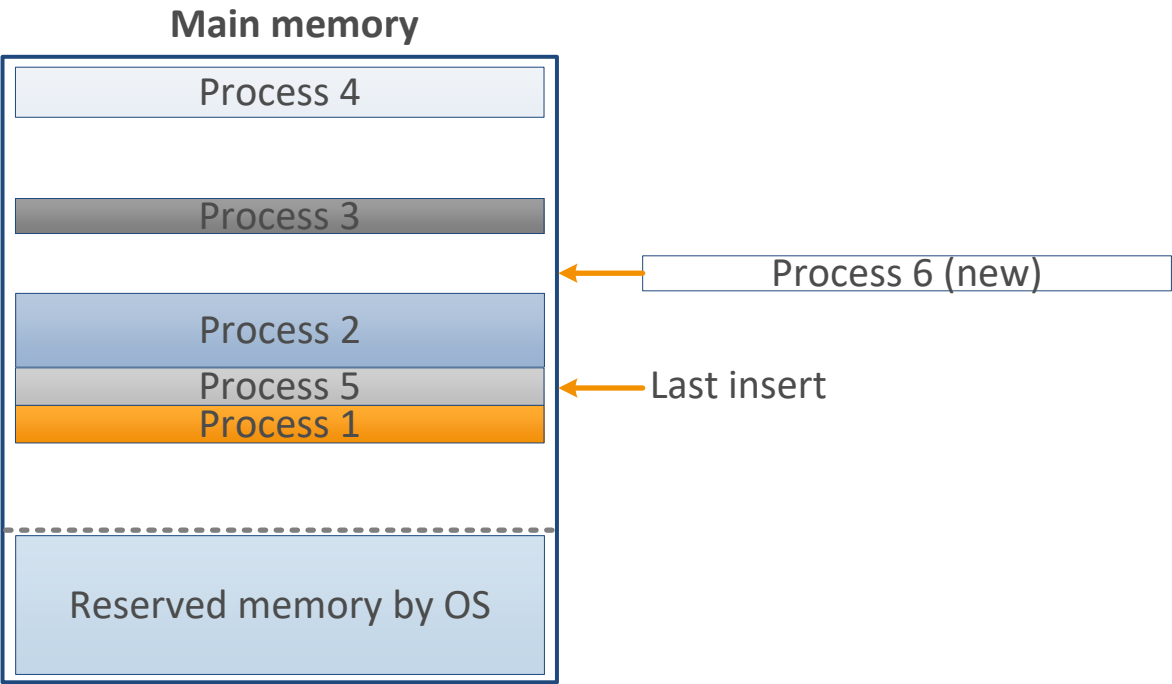 Main memory
Process 4
Process 3
Process 6 (new)
Process 2
Process 5
Last insert
Process 1
Reserved memory by OS